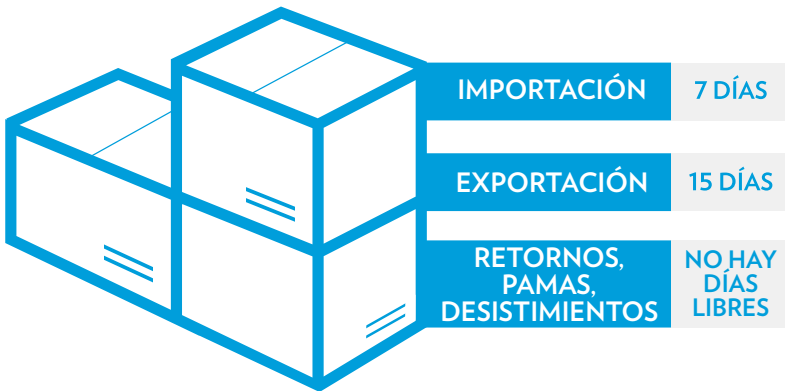 IMPORTACIÓN
7 DÍAS
EXPORTACIÓN
15 DÍAS
RETORNOS,
PAMAS,
DESISTIMIENTOS
NO HAY
DÍAS
LIBRES